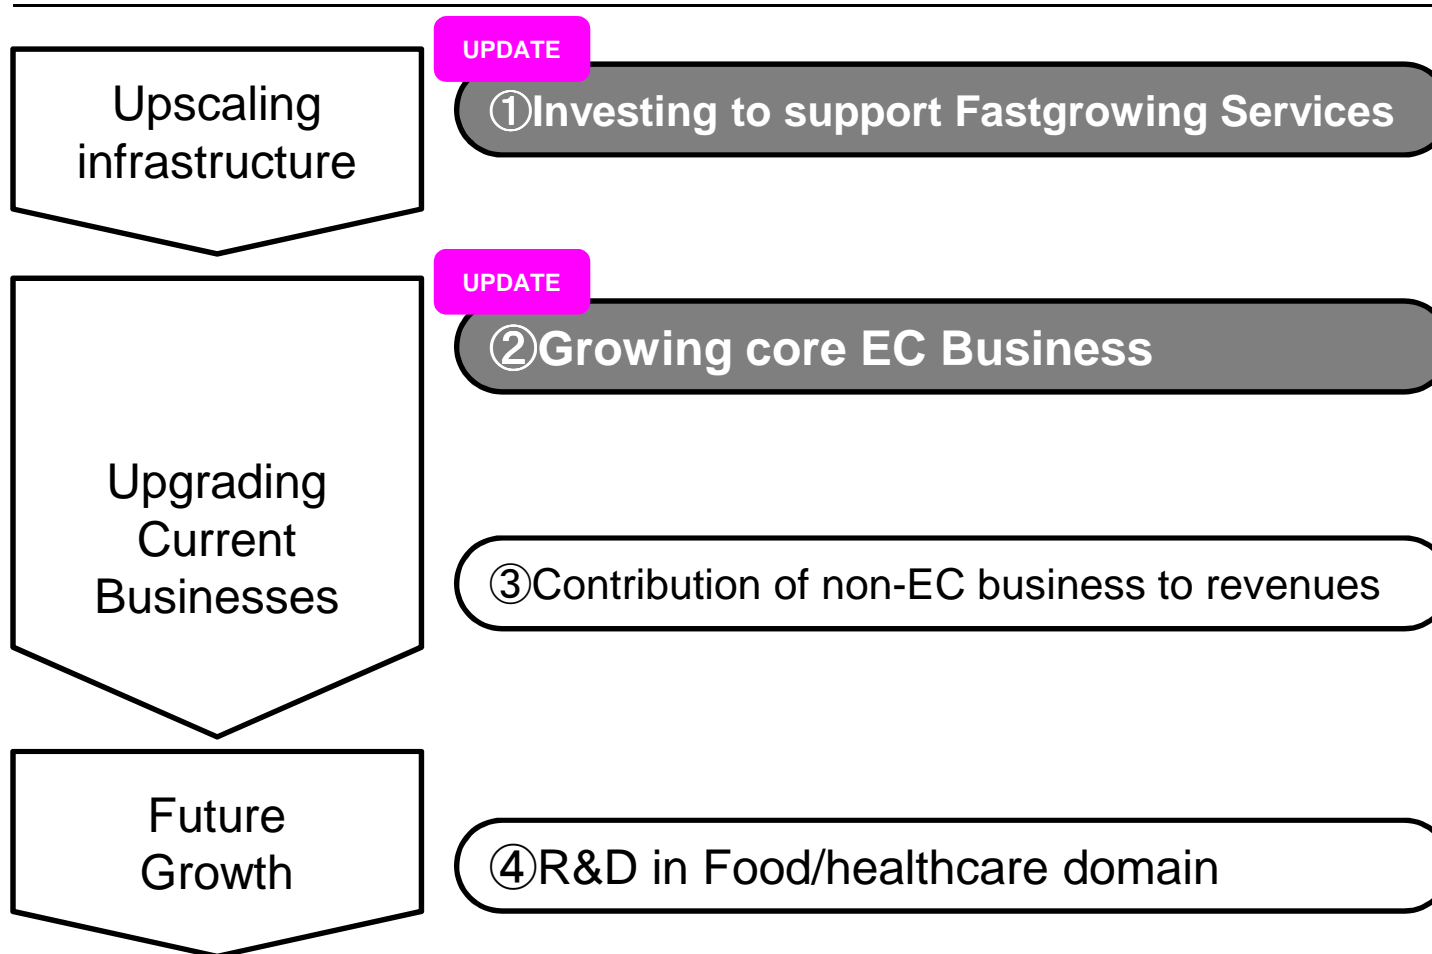 UPDATE
Upscaling
infrastructure
①Investing to support Fastgrowing Services
UPDATE
②Growing core EC Business
Upgrading
Current
Businesses
③Contribution of non-EC business to revenues
Future
Growth
④R&D in Food/healthcare domain